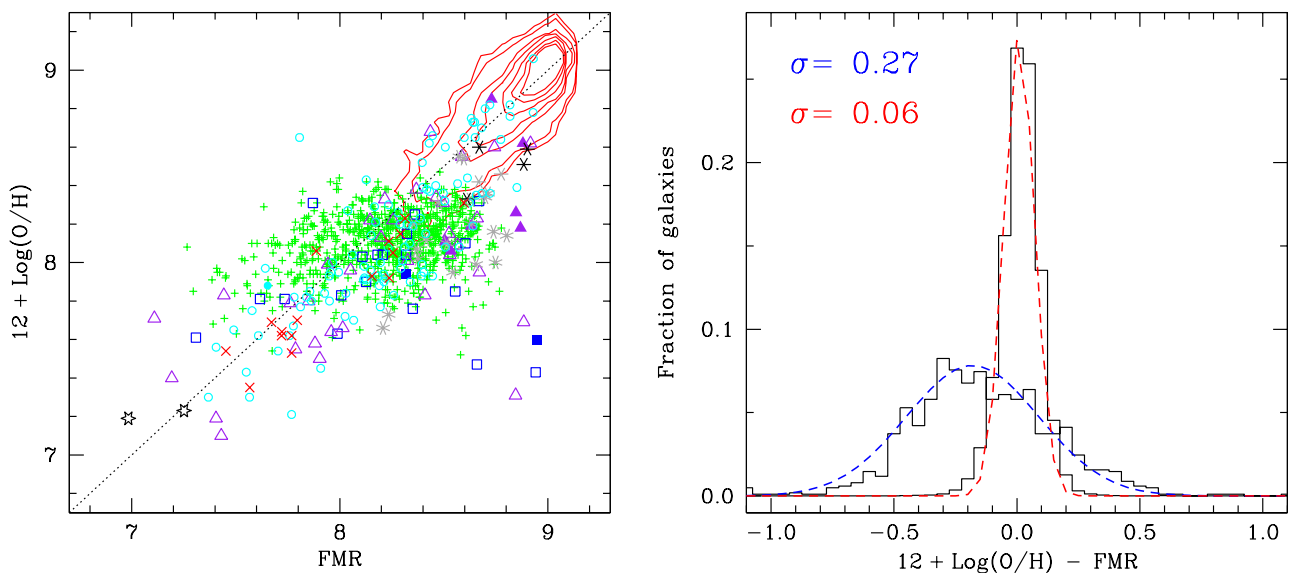 9
8
7
12 + Log(O/H)
7
8
9
FMR
σ= 0.27
σ= 0.06
0.2
0.1
0.0
Fraction of galaxies
−1.0
−0.5
0.0
0.5
1.0
12 + Log(O/H) − FMR